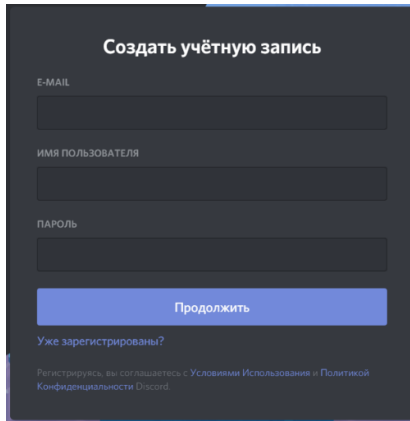 Создать учётную запись
E-MAIL
ИМЯ ПОЛЬЗОВАТЕЛЯ
ПАРОЛЬ
Продолжить
Уже зарегистрированы?
Регистрируясь, вы соглашаетесь с Условиями Использования и Политикой
Конфиденциальности Discord.